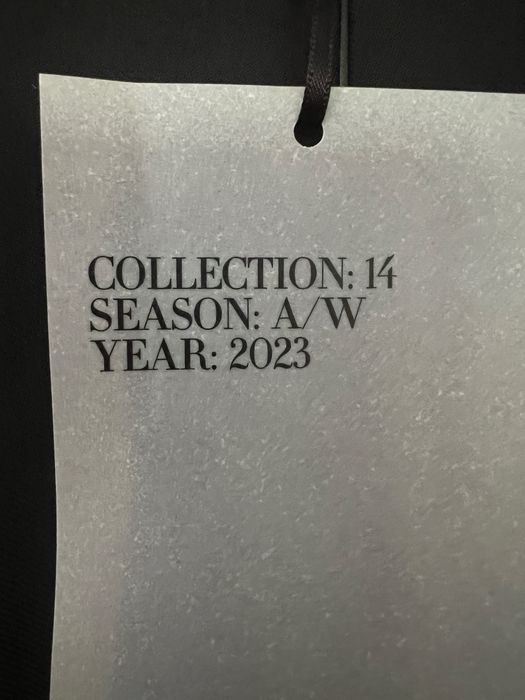 COLLECTION: 14
SEASON: A/W
YEAR: 2023